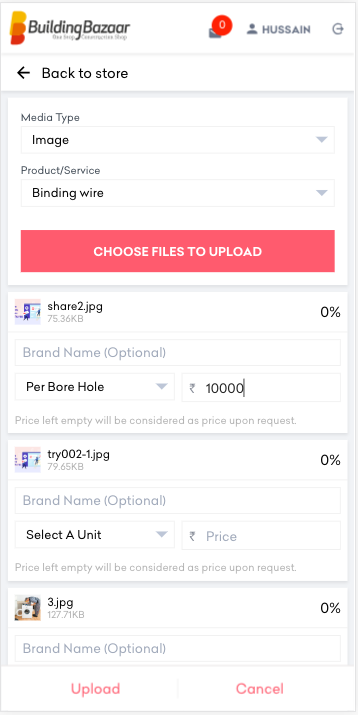 BuildingBazaar
One Stop Construction Shop
0
HUSSAIN
Back to store
Media Type
Image
Product/Service
Binding wire
CHOOSE FILES TO UPLOAD
share2.jpg
75.36KB
0%
Brand Name (Optional)
Per Bore Hole
₹ 10000
Price left empty will be considered as price upon request.
try002-1.jpg
79.65KB
0%
Brand Name (Optional)
Select A Unit
₹ Price
Price left empty will be considered as price upon request.
3.jpg
127.71KB
0%
Brand Name (Optional)
Upload
Cancel